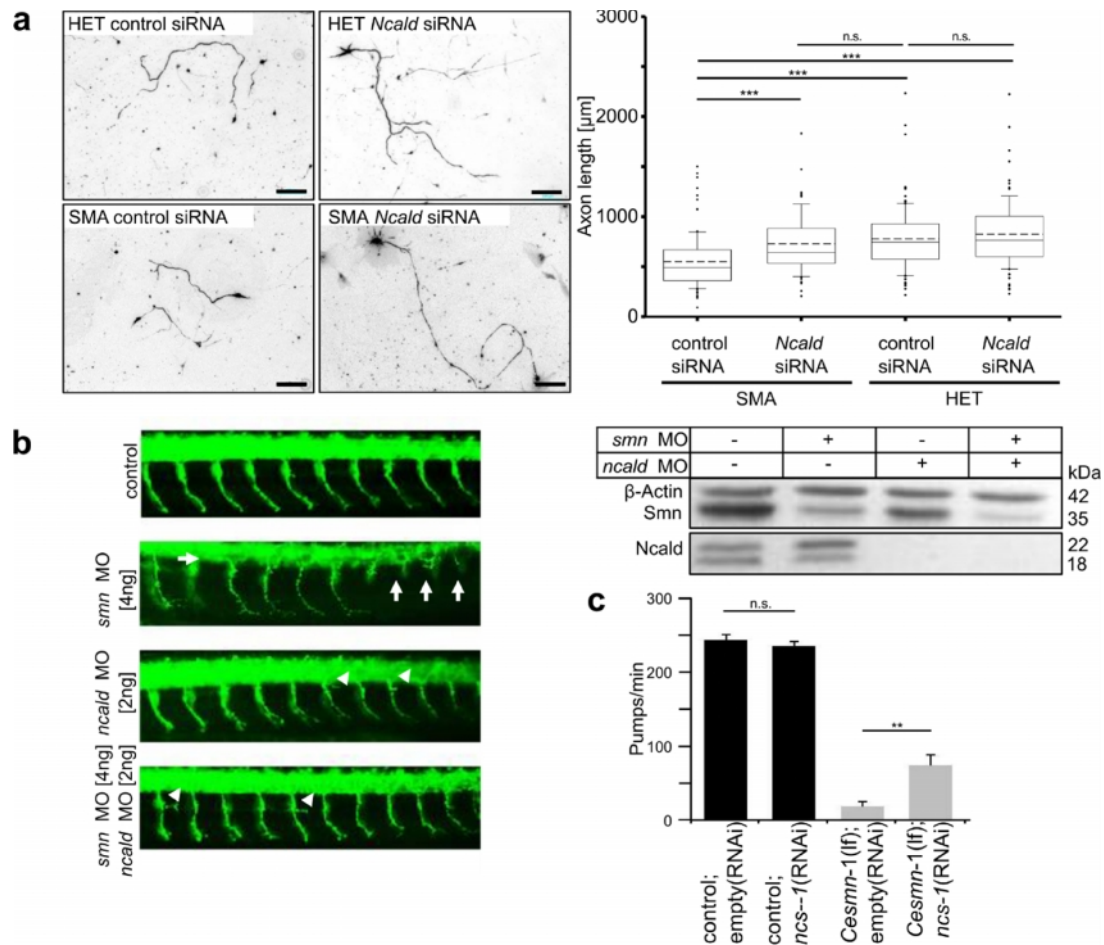 a
HET control siRNA
HET Ncald siRNA
SMA control siRNA
SMA Ncald siRNA
3000
2000
1000
0
Axon length [μm]
n.s.
n.s.
***
***
***
control siRNA
Ncald siRNA
control siRNA
Ncald siRNA
SMA
HET
b
control
smn MO [4ng]
ncald MO [2ng]
smn MO [4ng]
ncald MO [2ng]
smn MO - + - +
ncald MO - - + +
kDa
β-Actin 42
Smn 35
Ncald 22
18
c
300
200
100
0
Pumps/min
n.s.
**
control; empty(RNAi)
control; ncs--1(RNAi)
Cesmn-1(lf); empty(RNAi)
Cesmn-1(lf); ncs-1(RNAi)